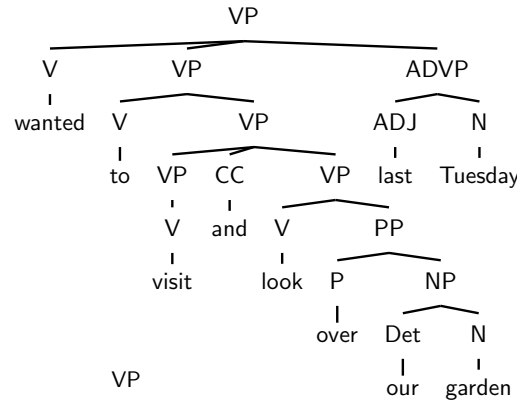 VP
V VP ADVP
wanted V VP ADJ N
to VP CC VP last Tuesday
V and V PP
visit look P NP
over Det N
VP our garden